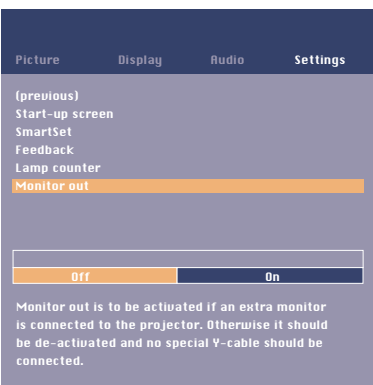 Picture Display Audio Settings
(previous)
Start-up screen
SmartSet
Feedback
Lamp counter
Monitor out
Off On
Monitor out is to be activated if an extra monitor
is connected to the projector. Otherwise it should
be de-activated and no special Y-cable should be
connected.